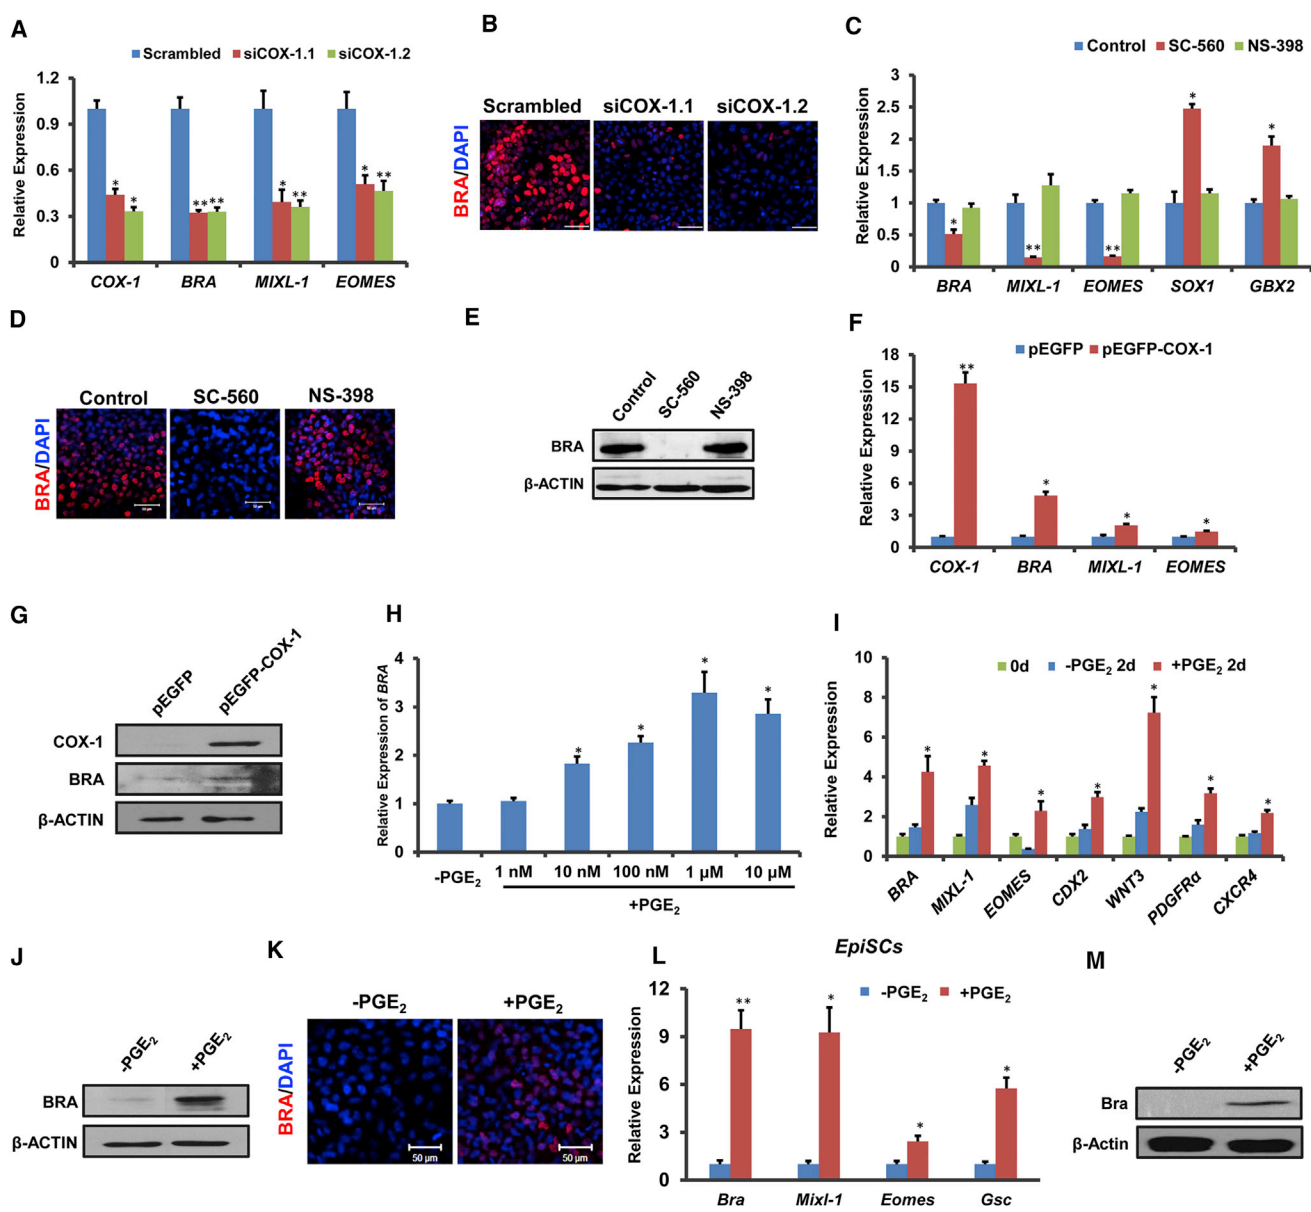 A
Scrambled siCOX-1.1 siCOX-1.2
Relative Expression
1.2
0.9
0.6
0.3
0
* * ** ** * ** * **
COX-1 BRA MIXL-1 EOMES
B
Scrambled siCOX-1.1 siCOX-1.2
BRA/DAPI
C
Control SC-560 NS-398
Relative Expression
3
2.5
2
1.5
1
0.5
0
* ** ** * *
BRA MIXL-1 EOMES SOX1 GBX2
D
Control SC-560 NS-398
BRA/DAPI
E
Control SC-560 NS-398
BRA
β-ACTIN
F
pEGFP pEGFP-COX-1
Relative Expression
18
15
12
9
6
3
0
** * * *
COX-1 BRA MIXL-1 EOMES
G
pEGFP pEGFP-COX-1
COX-1
BRA
β-ACTIN
H
Relative Expression of BRA
4
3
2
1
0
* * * *
-PGE2 1 nM 10 nM 100 nM 1 µM 10 µM
+PGE2
I
0d -PGE2 2d +PGE2 2d
Relative Expression
10
8
6
4
2
0
* * * * * * *
BRA MIXL-1 EOMES CDX2 WNT3 PDGFRα CXCR4
J
-PGE2 +PGE2
BRA
β-ACTIN
K
-PGE2 +PGE2
BRA/DAPI
50 µm 50 µm
L
EpiSCs
-PGE2 +PGE2
Relative Expression
12
9
6
3
0
** * * *
Bra Mixl-1 Eomes Gsc
M
-PGE2 +PGE2
Bra
β-Actin